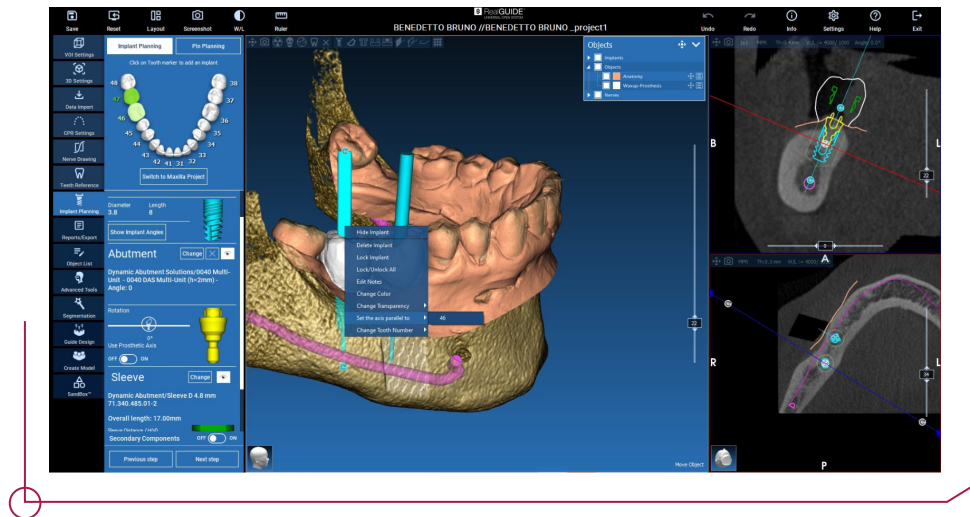 RealGUIDE
Save
Reset
Layout
Screenshot
W/L
Ruler
BENEDETTO BRUNO //BENEDETTO BRUNO _project1
Undo
Redo
Info
Settings
Help
Exit
VOI Settings
3D Settings
Data Import
CPR Settings
Nerve Drawing
Teeth Reference
Implant Planning
Reports/Export
Object List
Advanced Tools
Segmentation
Guide Design
Create Model
SandBox™
Implant Planning
Pin Planning
Click on Tooth marker to add an implant
48 38
47 37
46 36
45 35
44 34
43 33
42 41 31 32
Switch to Maxilla Project
Diameter Length
3.8 8
Show Implant Angles
Abutment
Change
Dynamic Abutment Solutions/0040 Multi-
Unit - 0040 DAS Multi-Unit (h=2mm) -
Angle: 0
Rotation
0°
Use Prosthetic Axis
OFF ON
Sleeve
Change
Dynamic Abutment/Sleeve D 4.8 mm
71.340.485.01-2
Overall length: 17.00mm
Secondary Components OFF ON
Previous step
Next step
Hide Implant
Delete Implant
Lock Implant
Lock/Unlock All
Edit Notes
Change Color
Change Transparency
Set the axis parallel to
46
Change Tooth Number
Objects
Implants
Objects
Anatomy
Waxup-Prosthesis
Nerves
22
Move Object
B
L
22
0
A
R
L
34
P